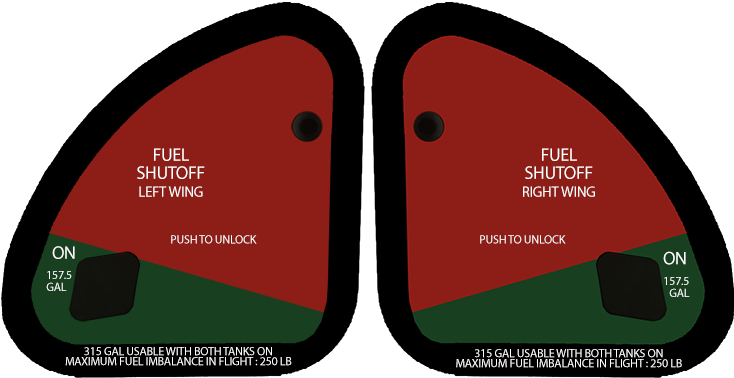 FUEL
SHUTOFF
LEFT WING
PUSH TO UNLOCK
ON
157.5
GAL
315 GAL USABLE WITH BOTH TANKS ON
MAXIMUM FUEL IMBALANCE IN FLIGHT : 250 LB
FUEL
SHUTOFF
RIGHT WING
PUSH TO UNLOCK
ON
157.5
GAL
315 GAL USABLE WITH BOTH TANKS ON
MAXIMUM FUEL IMBALANCE IN FLIGHT : 250 LB